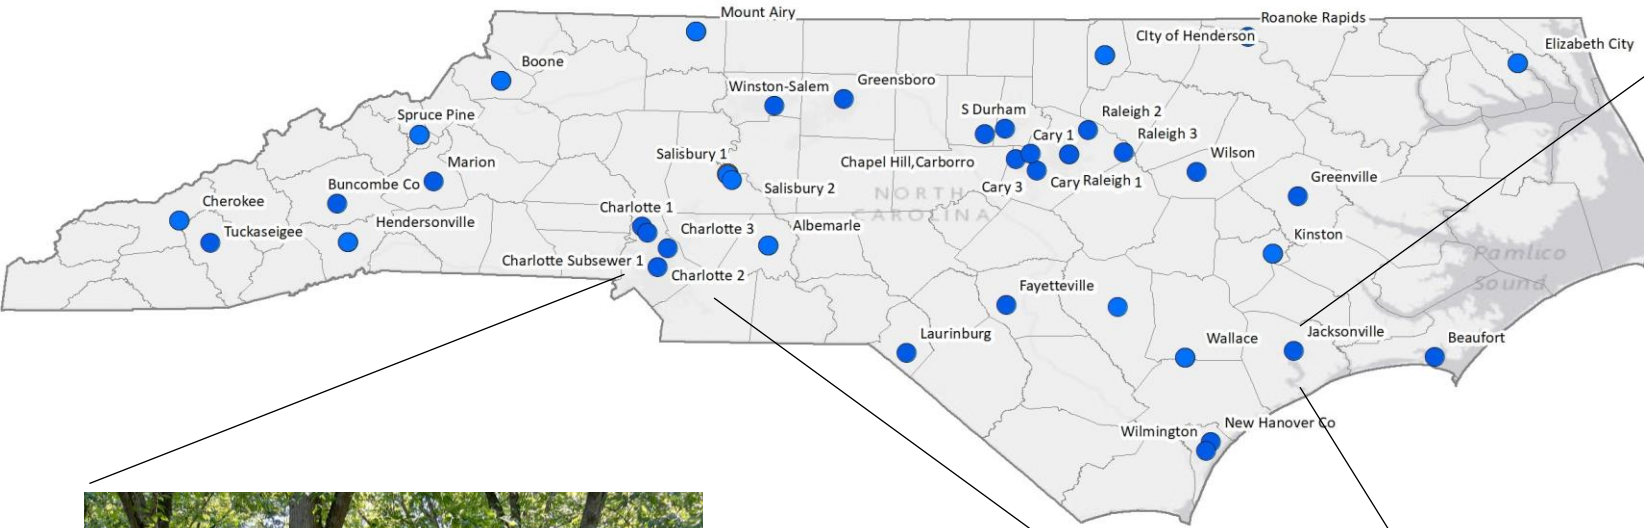 Mount Airy
Roanoke Rapids
CIty of Henderson
Elizabeth City
Boone
Greensboro
Winston-Salem
Spruce Pine
S Durham
Raleigh 2
Cary 1
Raleigh 3
Salisbury 1
Marion
Chapel Hill,Carborro
Wilson
Buncombe Co
Salisbury 2
Cary 3
Cary
Raleigh 1
Greenville
NORTH
CAROLINA
Cherokee
Charlotte 1
Hendersonville
Tuckaseigee
Charlotte 3
Albemarle
Kinston
Pamlico
Sound
Charlotte Subsewer 1
Charlotte 2
Fayetteville
Laurinburg
Wallace
Jacksonville
Beaufort
Wilmington
New Hanover Co